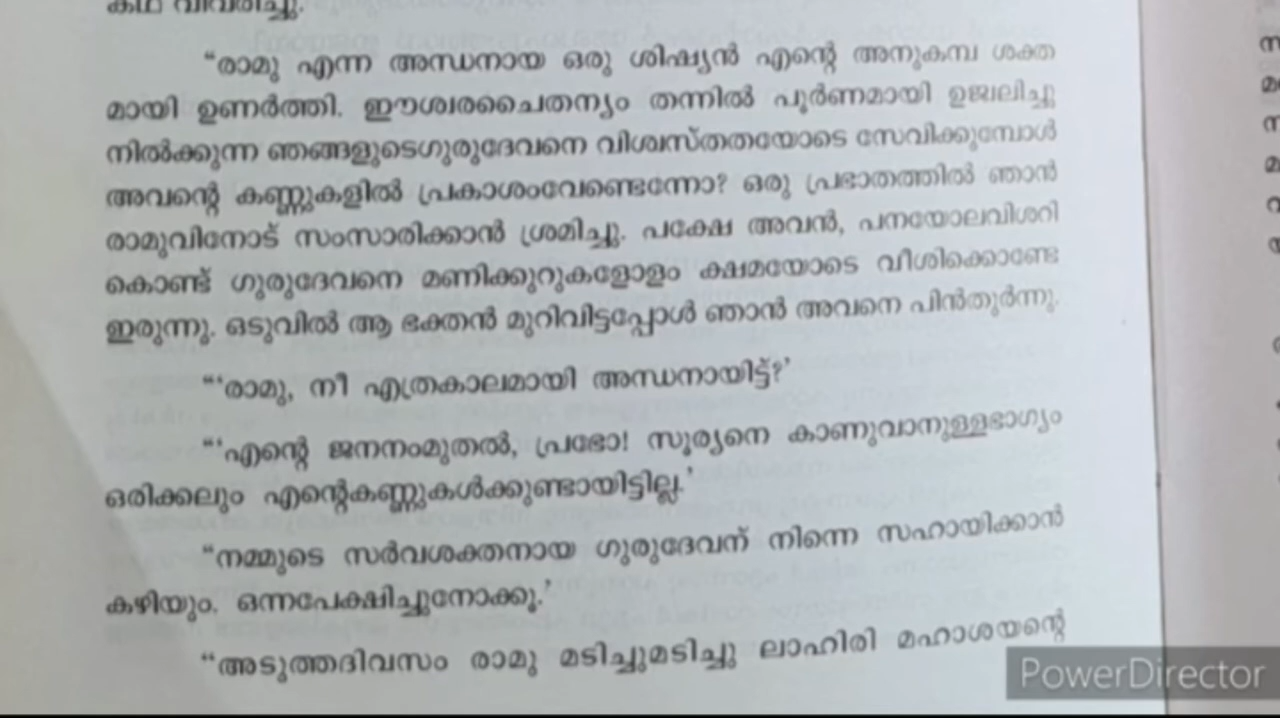 കഥ വിവരിച്ചു.
“രാമു എന്ന അന്ധനായ ഒരു ശിഷ്യൻ എന്റെ അനുകമ്പ ശക്ത
മായി ഉണർത്തി. ഈശ്വരചൈതന്യം തന്നിൽ പൂർണമായി ഉജ്വലിച്ചു
നിൽക്കുന്ന ഞങ്ങളുടെഗുരുദേവനെ വിശ്വസ്തതയോടെ സേവിക്കുമ്പോൾ
അവന്റെ കണ്ണുകളിൽ പ്രകാശംവേണ്ടെന്നോ? ഒരു പ്രഭാതത്തിൽ ഞാൻ
രാമുവിനോട് സംസാരിക്കാൻ ശ്രമിച്ചു. പക്ഷേ അവൻ, പനയോലവിശറി
കൊണ്ട് ഗുരുദേവനെ മണിക്കൂറുകളോളം ക്ഷമയോടെ വീശിക്കൊണ്ടേ
ഇരുന്നു. ഒടുവിൽ ആ ഭക്തൻ മുറിവിട്ടപ്പോൾ ഞാൻ അവനെ പിൻതുർന്നു.
“‘രാമു, നീ എത്രകാലമായി അന്ധനായിട്ട്?’
“‘എന്റെ ജനനംമുതൽ, പ്രഭോ! സൂര്യനെ കാണുവാനുള്ളഭാഗ്യം
ഒരിക്കലും എന്റെകണ്ണുകൾക്കുണ്ടായിട്ടില്ല.’
“നമ്മുടെ സർവശക്തനായ ഗുരുദേവന് നിന്നെ സഹായിക്കാൻ
കഴിയും. ഒന്നപേക്ഷിച്ചുനോക്കൂ.’
“അടുത്തദിവസം രാമു മടിച്ചുമടിച്ചു ലാഹിരി മഹാശയന്റെ
PowerDirector